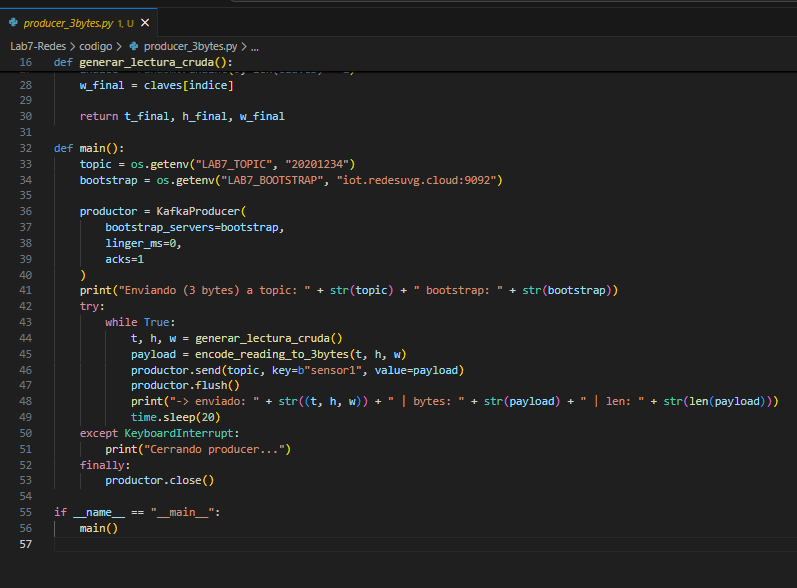 producer_3bytes.py 1, U
Lab7-Redes > codigo > producer_3bytes.py > ...
16 def generar_lectura_cruda():
28 w_final = claves[indice]
29
30 return t_final, h_final, w_final
31
32 def main():
33 topic = os.getenv("LAB7_TOPIC", "20201234")
34 bootstrap = os.getenv("LAB7_BOOTSTRAP", "iot.redesuvg.cloud:9092")
35
36 productor = KafkaProducer(
37 bootstrap_servers=bootstrap,
38 linger_ms=0,
39 acks=1
40 )
41 print("Enviando (3 bytes) a topic: " + str(topic) + " bootstrap: " + str(bootstrap))
42 try:
43 while True:
44 t, h, w = generar_lectura_cruda()
45 payload = encode_reading_to_3bytes(t, h, w)
46 productor.send(topic, key=b"sensor1", value=payload)
47 productor.flush()
48 print("-> enviado: " + str((t, h, w)) + " | bytes: " + str(payload) + " | len: " + str(len(payload)))
49 time.sleep(20)
50 except KeyboardInterrupt:
51 print("Cerrando producer...")
52 finally:
53 productor.close()
54
55 if __name__ == "__main__":
56 main()
57